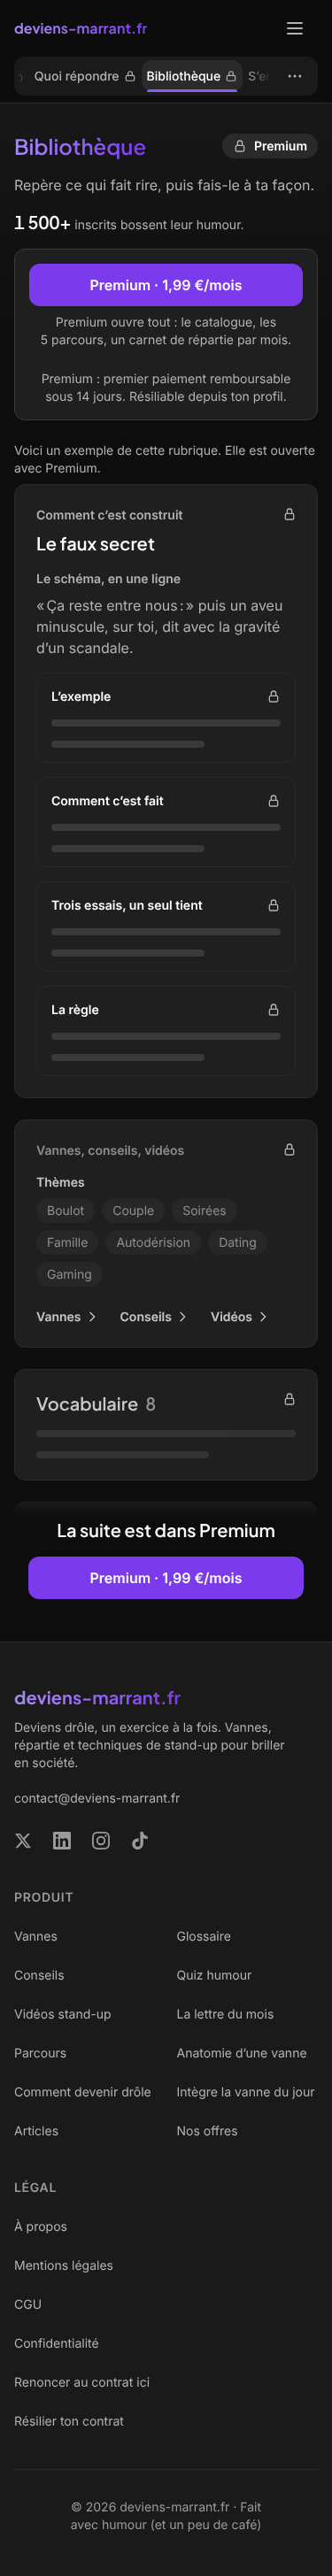 deviens-marrant.fr
Quoi répondre
Bibliothèque
S'en
Bibliothèque
Premium
Repère ce qui fait rire, puis fais-le à ta façon.
1 500+ inscrits bossent leur humour.
Premium · 1,99 €/mois
Premium ouvre tout : le catalogue, les
5 parcours, un carnet de répartie par mois.
Premium : premier paiement remboursable
sous 14 jours. Résiliable depuis ton profil.
Voici un exemple de cette rubrique. Elle est ouverte
avec Premium.
Comment c’est construit
Le faux secret
Le schéma, en une ligne
« Ça reste entre nous : » puis un aveu
minuscule, sur toi, dit avec la gravité
d’un scandale.
L’exemple
Comment c’est fait
Trois essais, un seul tient
La règle
Vannes, conseils, vidéos
Thèmes
Boulot
Couple
Soirées
Famille
Autodérision
Dating
Gaming
Vannes
Conseils
Vidéos
Vocabulaire 8
La suite est dans Premium
Premium · 1,99 €/mois
deviens-marrant.fr
Deviens drôle, un exercice à la fois. Vannes,
répartie et techniques de stand-up pour briller
en société.
contact@deviens-marrant.fr
PRODUIT
Vannes
Glossaire
Conseils
Quiz humour
Vidéos stand-up
La lettre du mois
Parcours
Anatomie d’une vanne
Comment devenir drôle
Intègre la vanne du jour
Articles
Nos offres
LÉGAL
À propos
Mentions légales
CGU
Confidentialité
Renoncer au contrat ici
Résilier ton contrat
© 2026 deviens-marrant.fr · Fait
avec humour (et un peu de café)